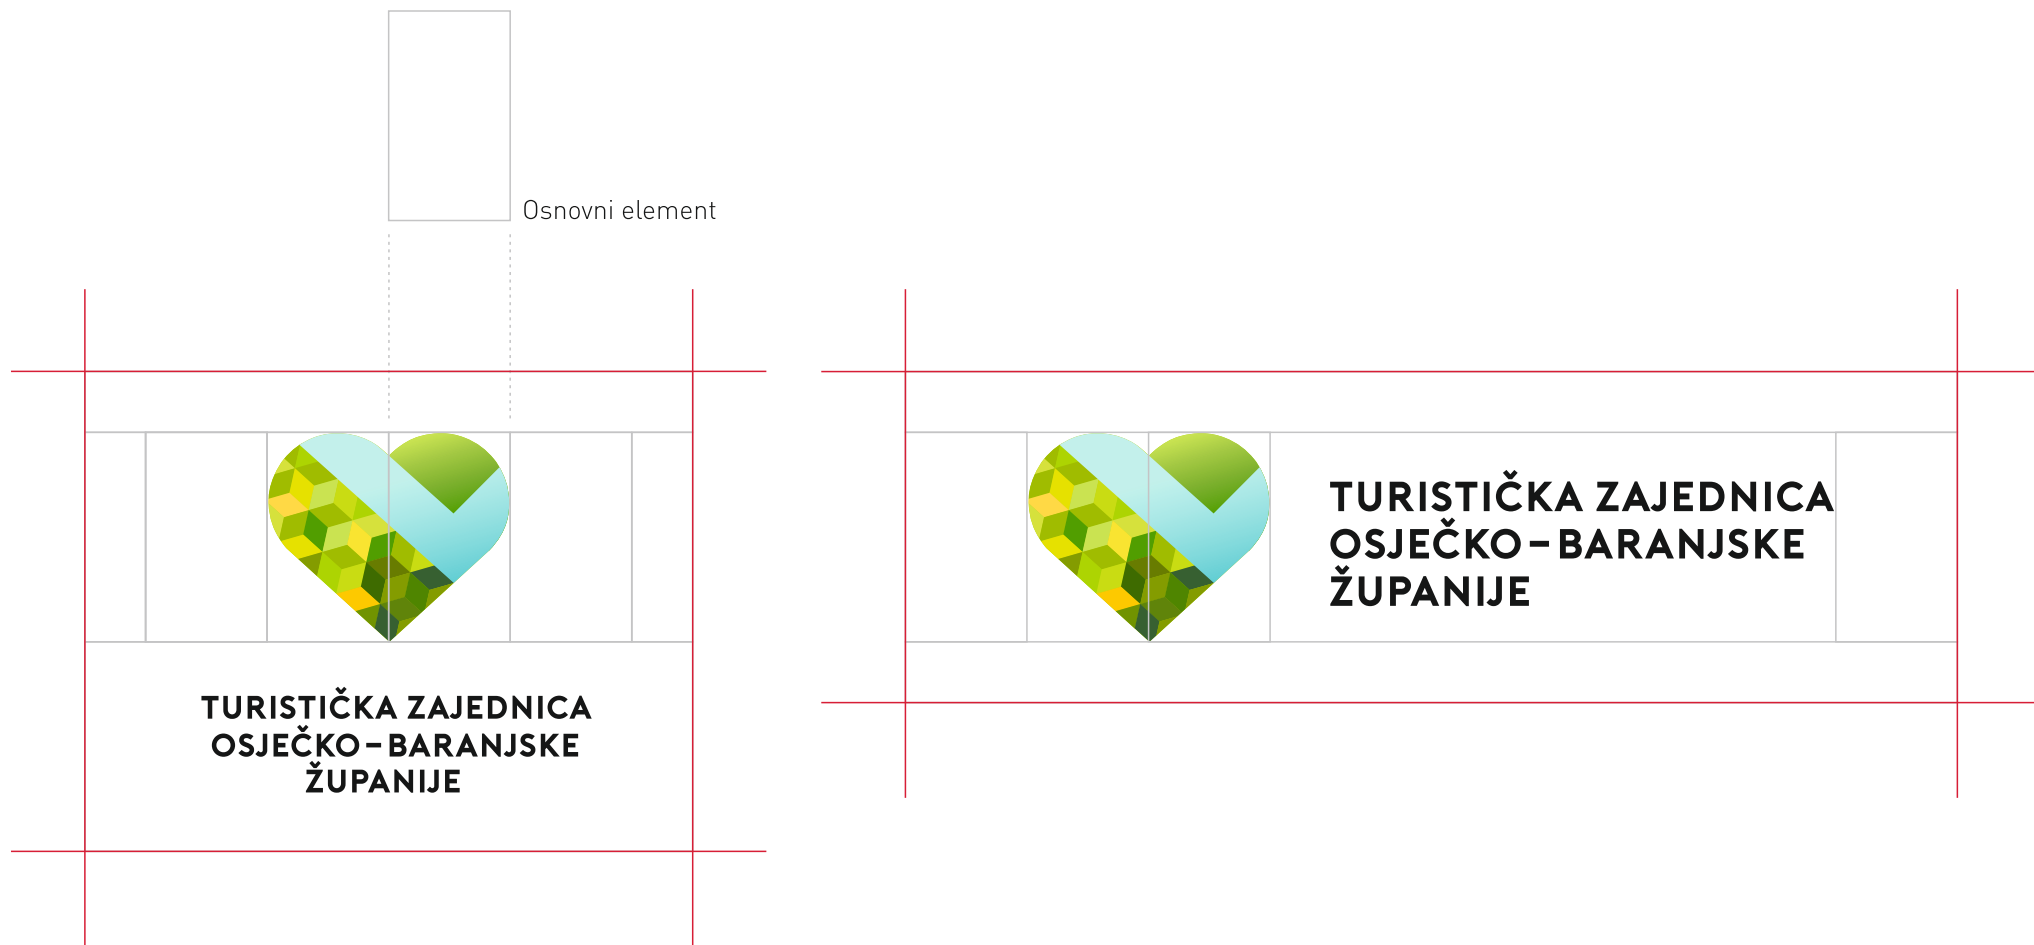 Osnovni element
TURISTIČKA ZAJEDNICA
OSJEČKO–BARANJSKE
ŽUPANIJE
TURISTIČKA ZAJEDNICA
OSJEČKO–BARANJSKE
ŽUPANIJE